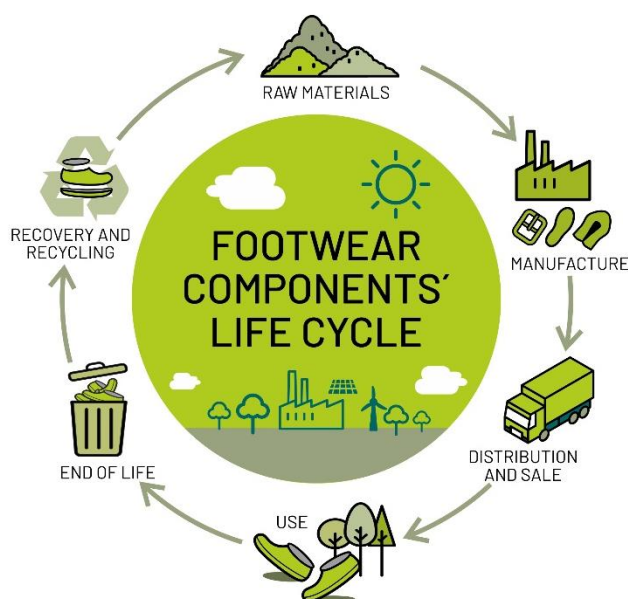 RAW MATERIALS
RECOVERY AND
RECYCLING
FOOTWEAR
COMPONENTS´
LIFE CYCLE
MANUFACTURE
END OF LIFE
DISTRIBUTION
AND SALE
USE